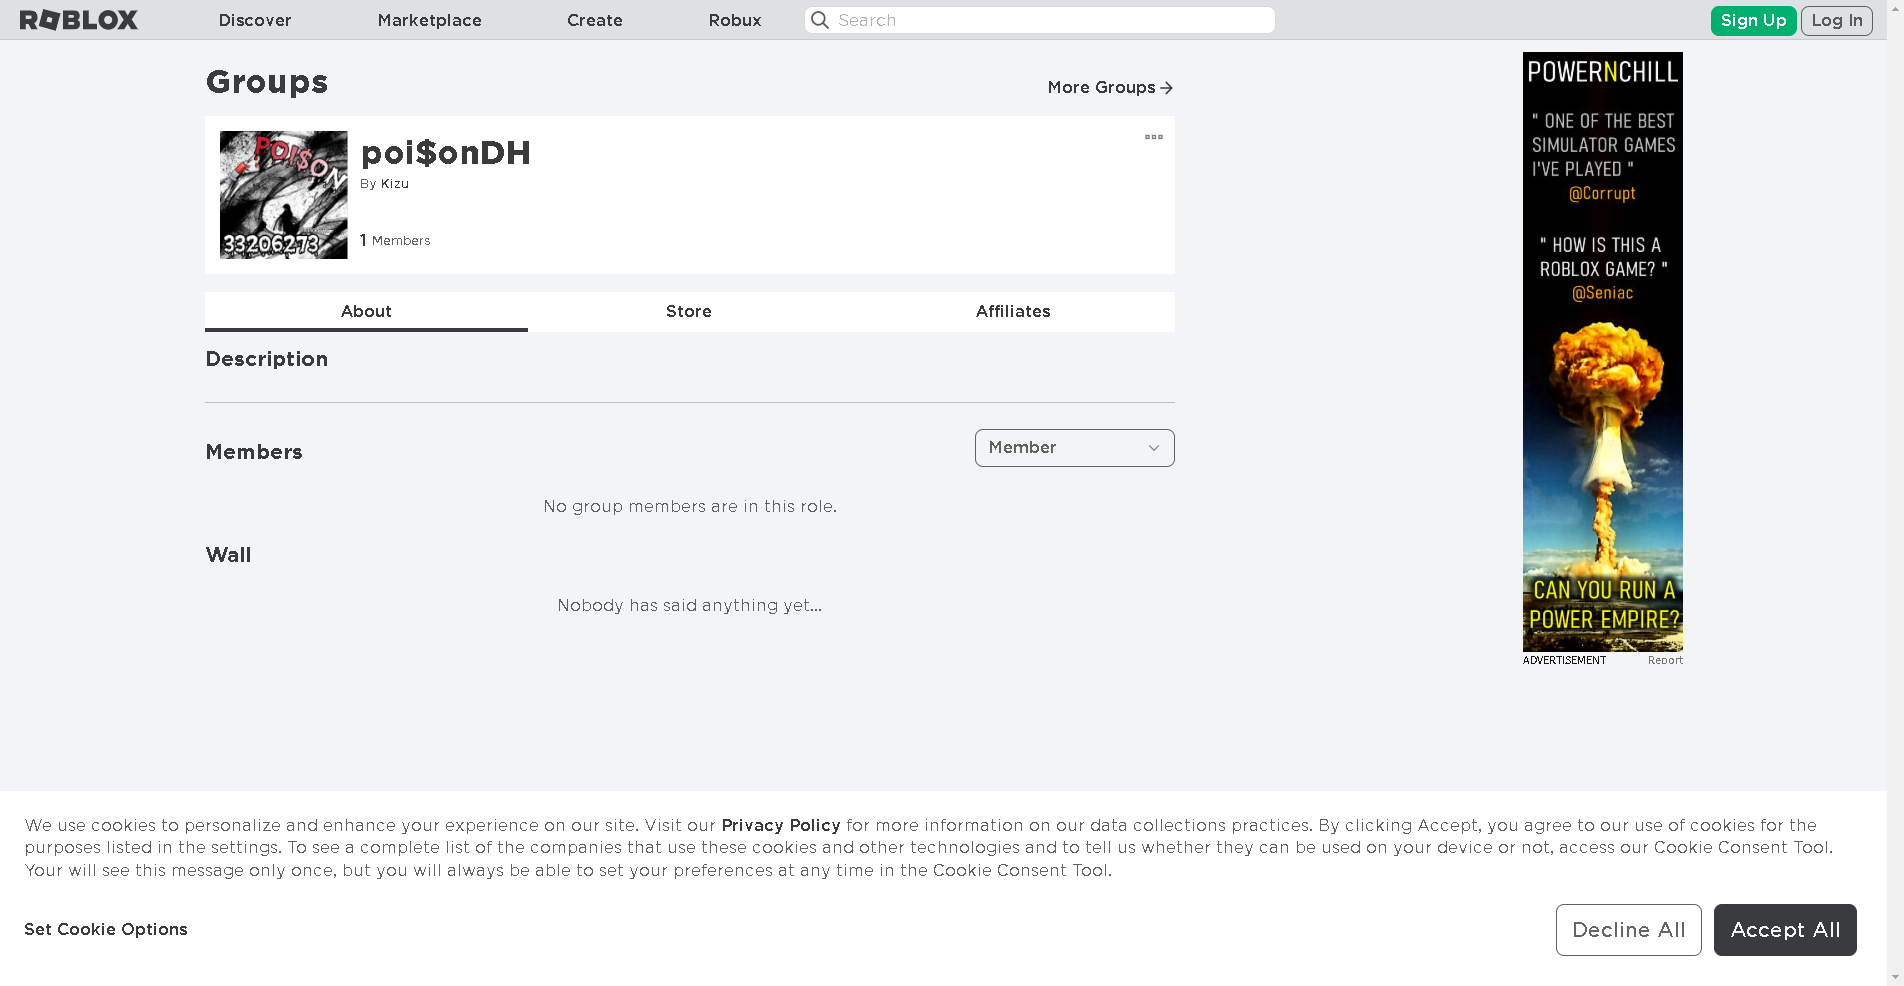 ROBLOX Discover Marketplace Create Robux Search Sign Up Log In
Groups
More Groups
POI$ON
33206273
poi$onDH
By Kizu
1 Members
About Store Affiliates
Description
Members
Member
No group members are in this role.
Wall
Nobody has said anything yet...
POWERNCHILL
" ONE OF THE BEST
SIMULATOR GAMES
I'VE PLAYED "
@Corrupt
" HOW IS THIS A
ROBLOX GAME? "
@Seniac
CAN YOU RUN A
POWER EMPIRE?
ADVERTISEMENT Report
We use cookies to personalize and enhance your experience on our site. Visit our Privacy Policy for more information on our data collections practices. By clicking Accept, you agree to our use of cookies for the
purposes listed in the settings. To see a complete list of the companies that use these cookies and other technologies and to tell us whether they can be used on your device or not, access our Cookie Consent Tool.
Your will see this message only once, but you will always be able to set your preferences at any time in the Cookie Consent Tool.
Set Cookie Options
Decline All
Accept All